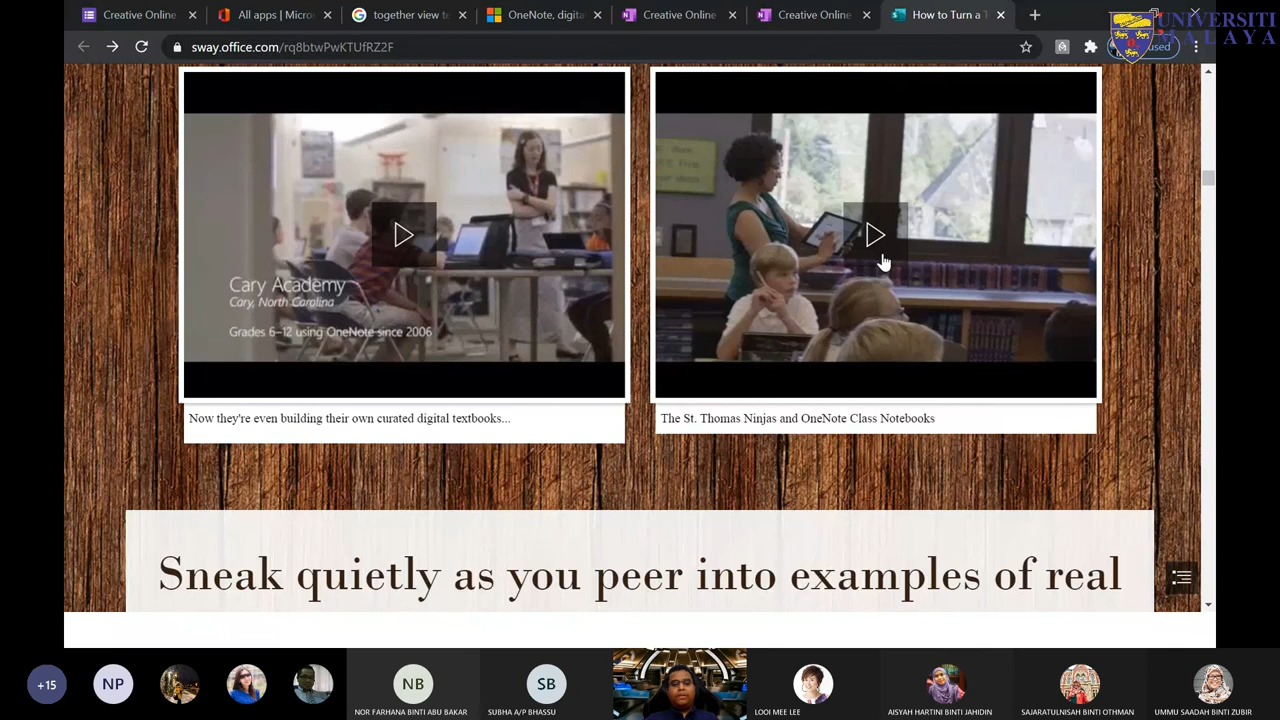 Creative Online
All apps | Micros
together view te
OneNote, digita
Creative Online
Creative Online
How to Turn a T
UNIVERSITI
MALAYA
sway.office.com/rq8btwPwKTUfRZ2F
Cary Academy
Cary, North Carolina
Grades 6–12 using OneNote since 2006
Now they're even building their own curated digital textbooks...
The St. Thomas Ninjas and OneNote Class Notebooks
Sneak quietly as you peer into examples of real
+15
NP
NB
SB
NOR FARHANA BINTI ABU BAKAR
SUBHA A/P BHASSU
LOOI MEE LEE
AISYAH HARTINI BINTI JAHIDIN
SAJARATULNISAH BINTI OTHMAN
UMMU SAADAH BINTI ZUBIR